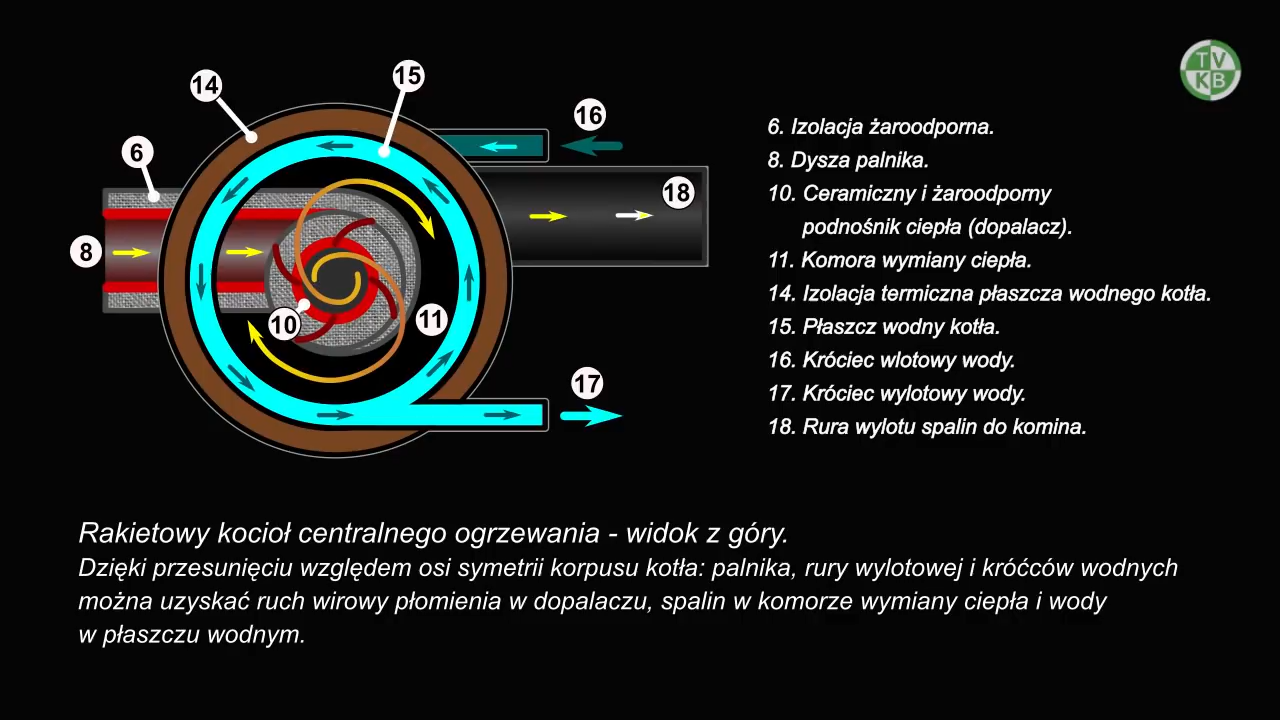 14
15
16
6
18
8
10
11
17
TV
KB
6. Izolacja żaroodporna.
8. Dysza palnika.
10. Ceramiczny i żaroodporny
podnośnik ciepła (dopalacz).
11. Komora wymiany ciepła.
14. Izolacja termiczna płaszcza wodnego kotła.
15. Płaszcz wodny kotła.
16. Króciec wlotowy wody.
17. Króciec wylotowy wody.
18. Rura wylotu spalin do komina.
Rakietowy kocioł centralnego ogrzewania - widok z góry.
Dzięki przesunięciu względem osi symetrii korpusu kotła: palnika, rury wylotowej i króćców wodnych
można uzyskać ruch wirowy płomienia w dopalaczu, spalin w komorze wymiany ciepła i wody
w płaszczu wodnym.